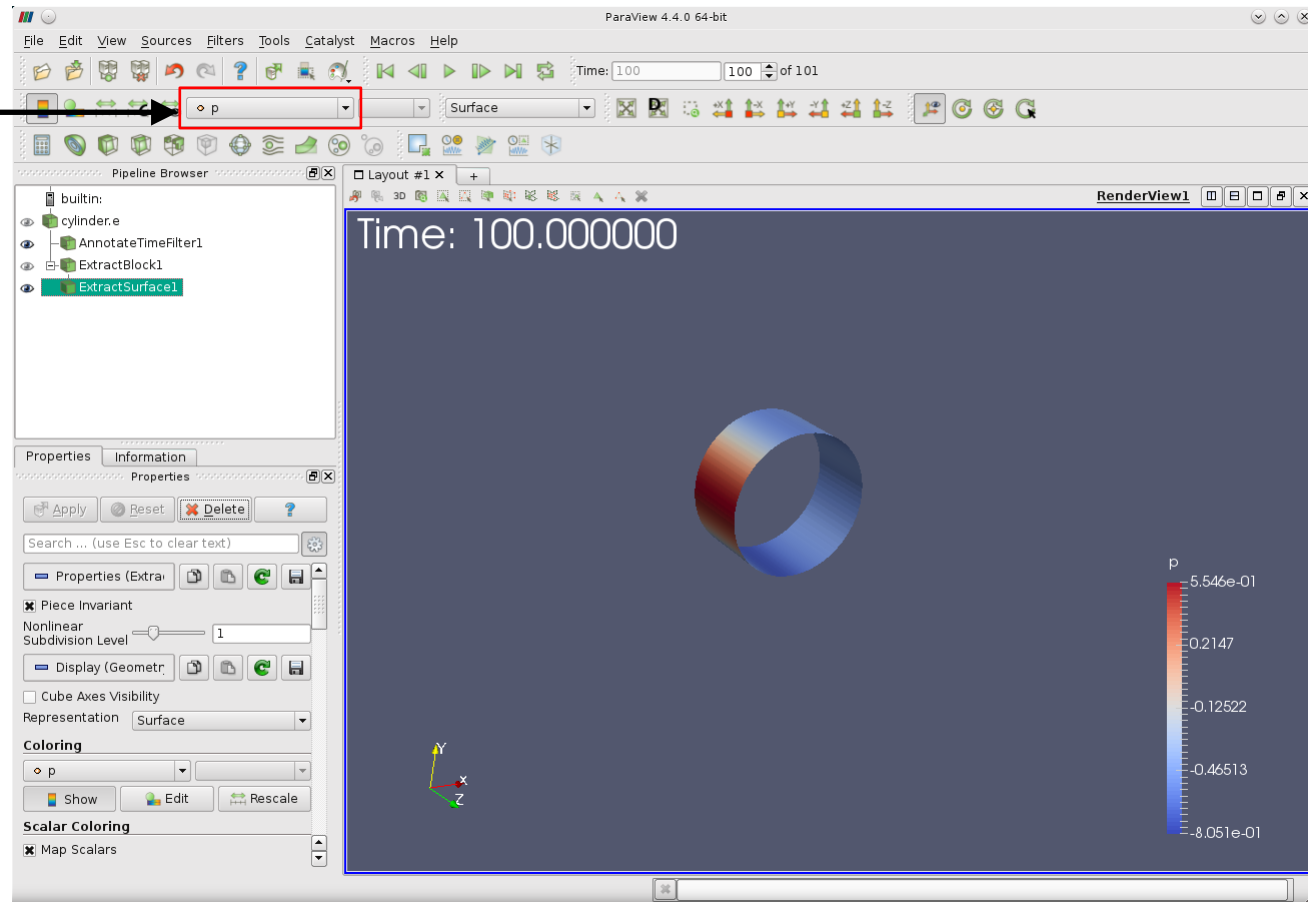 ParaView 4.4.0 64-bit
File Edit View Sources Filters Tools Catalyst Macros Help
? Time: 100 100 of 101
p Surface
Pipeline Browser
Layout #1 +
builtin:
3D
RenderView1
cylinder.e
AnnotateTimeFilter1
ExtractBlock1
ExtractSurface1
Time: 100.000000
Properties Information
Properties
Apply Reset Delete ?
Search ... (use Esc to clear text)
Properties (Extra
Piece Invariant
Nonlinear
Subdivision Level 1
Display (Geometr
Cube Axes Visibility
Representation Surface
Coloring
p
Show Edit Rescale
Scalar Coloring
Map Scalars
Y
X
Z
p
5.546e-01
0.2147
-0.12522
-0.46513
-8.051e-01